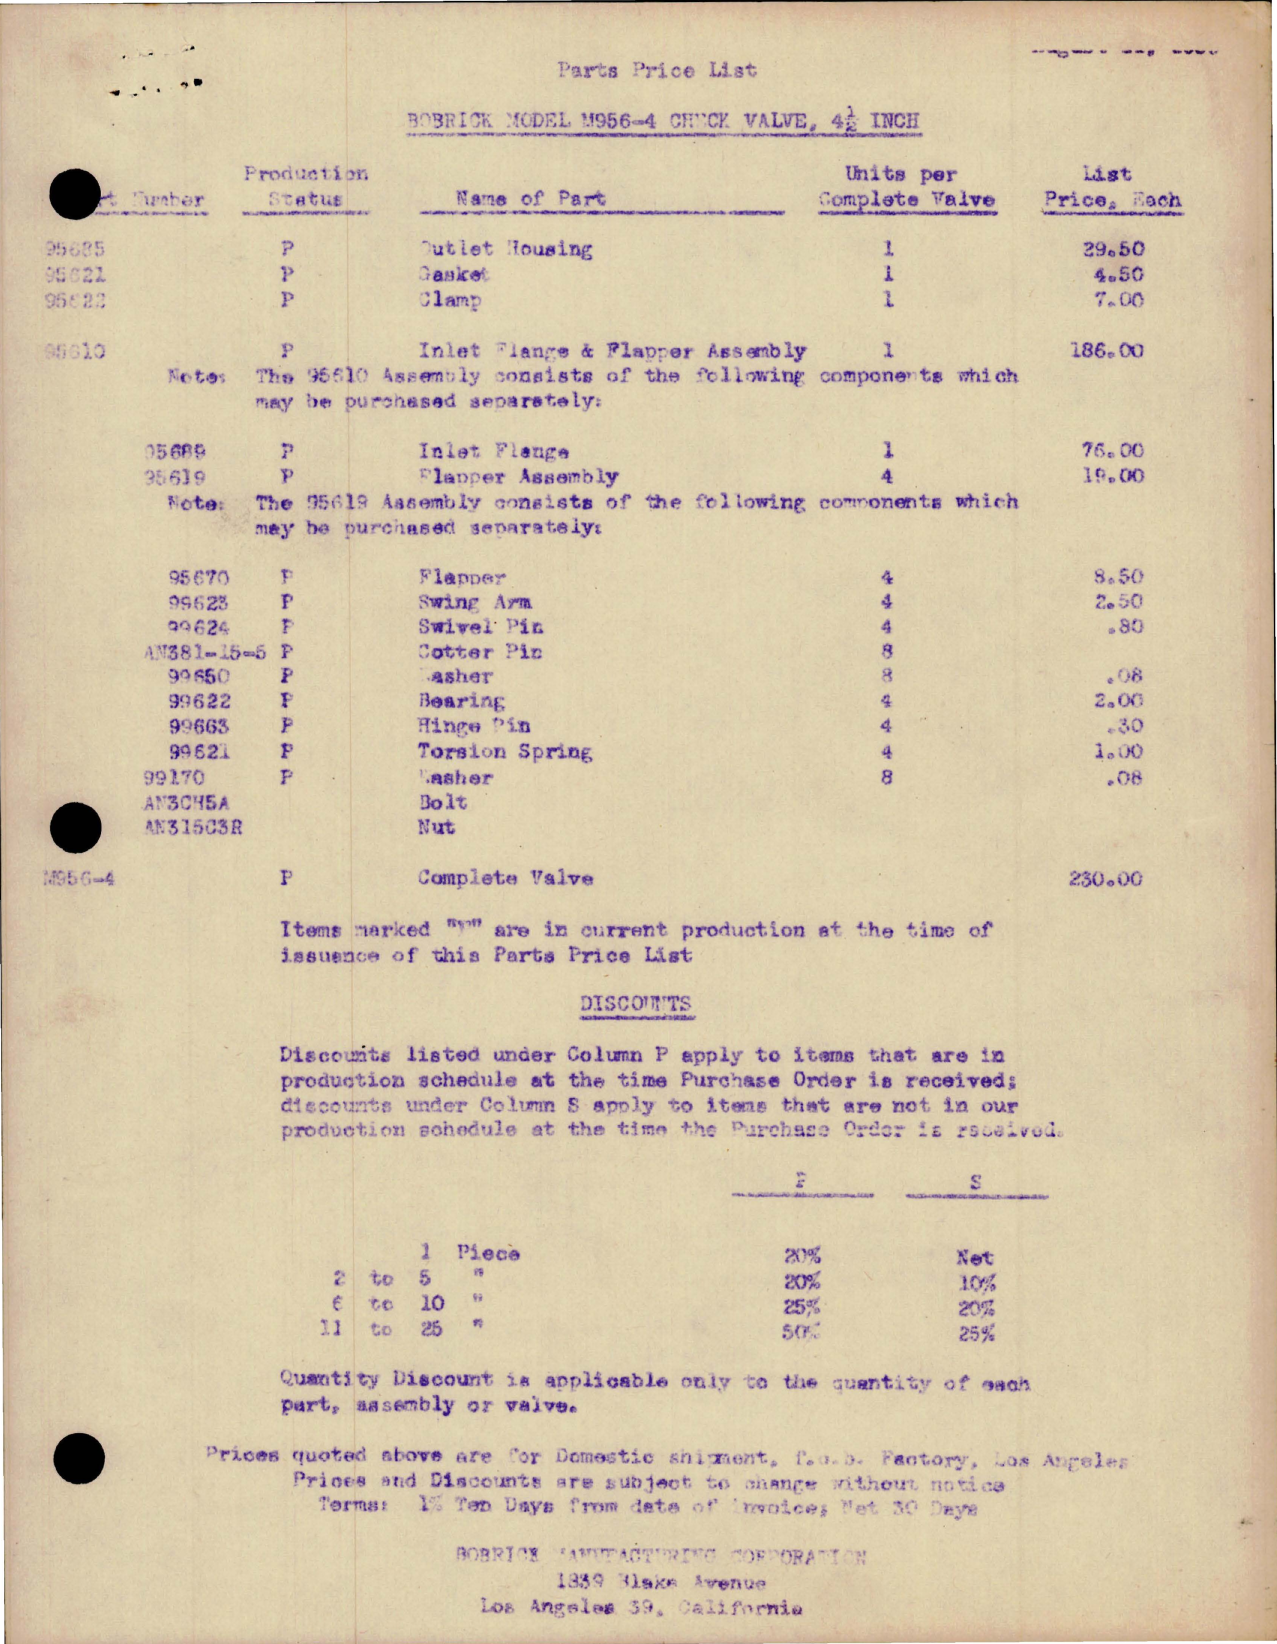 Parts Price List
BOBRICK MODEL M956-4 CHECK VALVE, 4½ INCH
Production Units per List
Number Status Name of Part Complete Valve Price, Each
95685 P Outlet Housing 1 29.50
95621 P Gasket 1 4.50
95622 P Clamp 1 7.00
95610 P Inlet Flange & Flapper Assembly 1 186.00
Note: The 95610 Assembly consists of the following components which
may be purchased separately:
95689 P Inlet Flange 1 76.00
95619 P Flapper Assembly 4 19.00
Note: The 95619 Assembly consists of the following components which
may be purchased separately:
95670 P Flapper 4 8.50
99623 P Swing Arm 4 2.50
99624 P Swivel Pin 4 .80
AN381-15-5 P Cotter Pin 8
99650 P Washer 8 .08
99622 P Bearing 4 2.00
99663 P Hinge Pin 4 .30
99621 P Torsion Spring 4 1.00
99170 P Washer 8 .08
AN3CH5A Bolt
AN315C3R Nut
M956-4 P Complete Valve 230.00
Items marked "P" are in current production at the time of
issuance of this Parts Price List
DISCOUNTS
Discounts listed under Column P apply to items that are in
production schedule at the time Purchase Order is received;
discounts under Column S apply to items that are not in our
production schedule at the time the Purchase Order is received.
P S
1 Piece 20% Net
2 to 5 " 20% 10%
6 to 10 " 25% 20%
11 to 25 " 50% 25%
Quantity Discount is applicable only to the quantity of each
part, assembly or valve.
Prices quoted above are for Domestic shipment, f.o.b. Factory, Los Angeles
Prices and Discounts are subject to change without notice
Terms: 1% Ten Days from date of invoice; Net 30 Days
BOBRICK MANUFACTURING CORPORATION
1839 Blake Avenue
Los Angeles 39, California